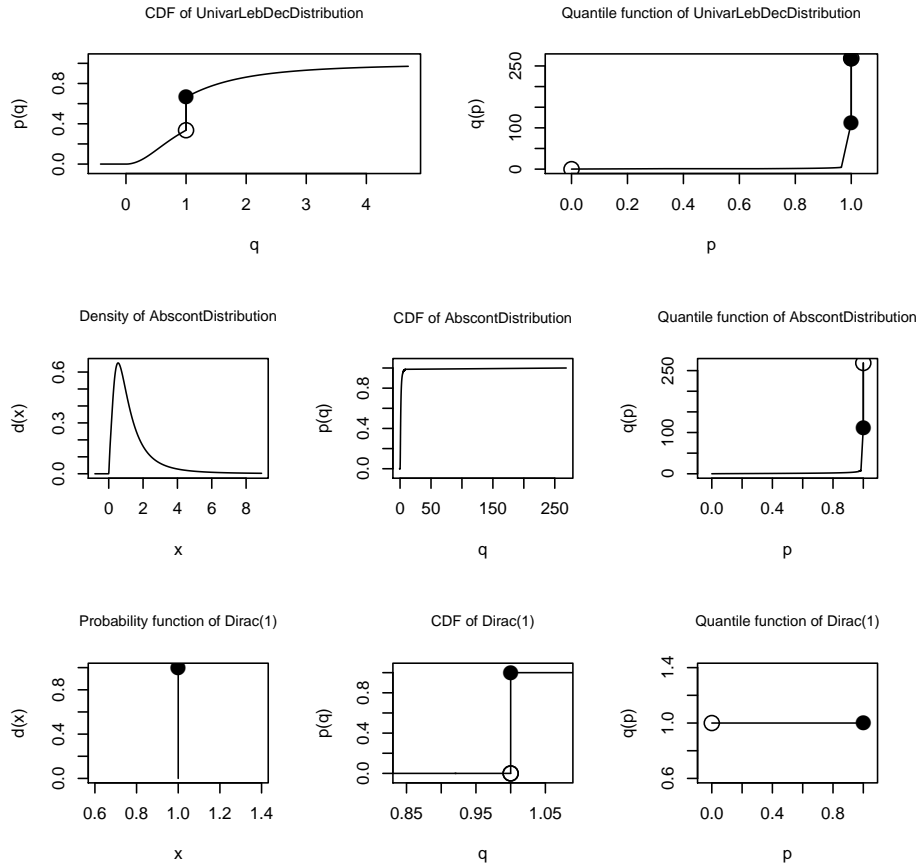 CDF of UnivarLebDecDistribution
p(q)
0.0 0.4 0.8
0 1 2 3 4
q
Quantile function of UnivarLebDecDistribution
q(p)
0 100 250
0.0 0.2 0.4 0.6 0.8 1.0
p
Density of AbscontDistribution
d(x)
0.0 0.3 0.6
0 2 4 6 8
x
CDF of AbscontDistribution
p(q)
0.0 0.4 0.8
0 50 150 250
q
Quantile function of AbscontDistribution
q(p)
0 100 250
0.0 0.4 0.8
p
Probability function of Dirac(1)
d(x)
0.0 0.4 0.8
0.6 0.8 1.0 1.2 1.4
x
CDF of Dirac(1)
p(q)
0.0 0.4 0.8
0.85 0.95 1.05
q
Quantile function of Dirac(1)
q(p)
0.6 1.0 1.4
0.0 0.4 0.8
p